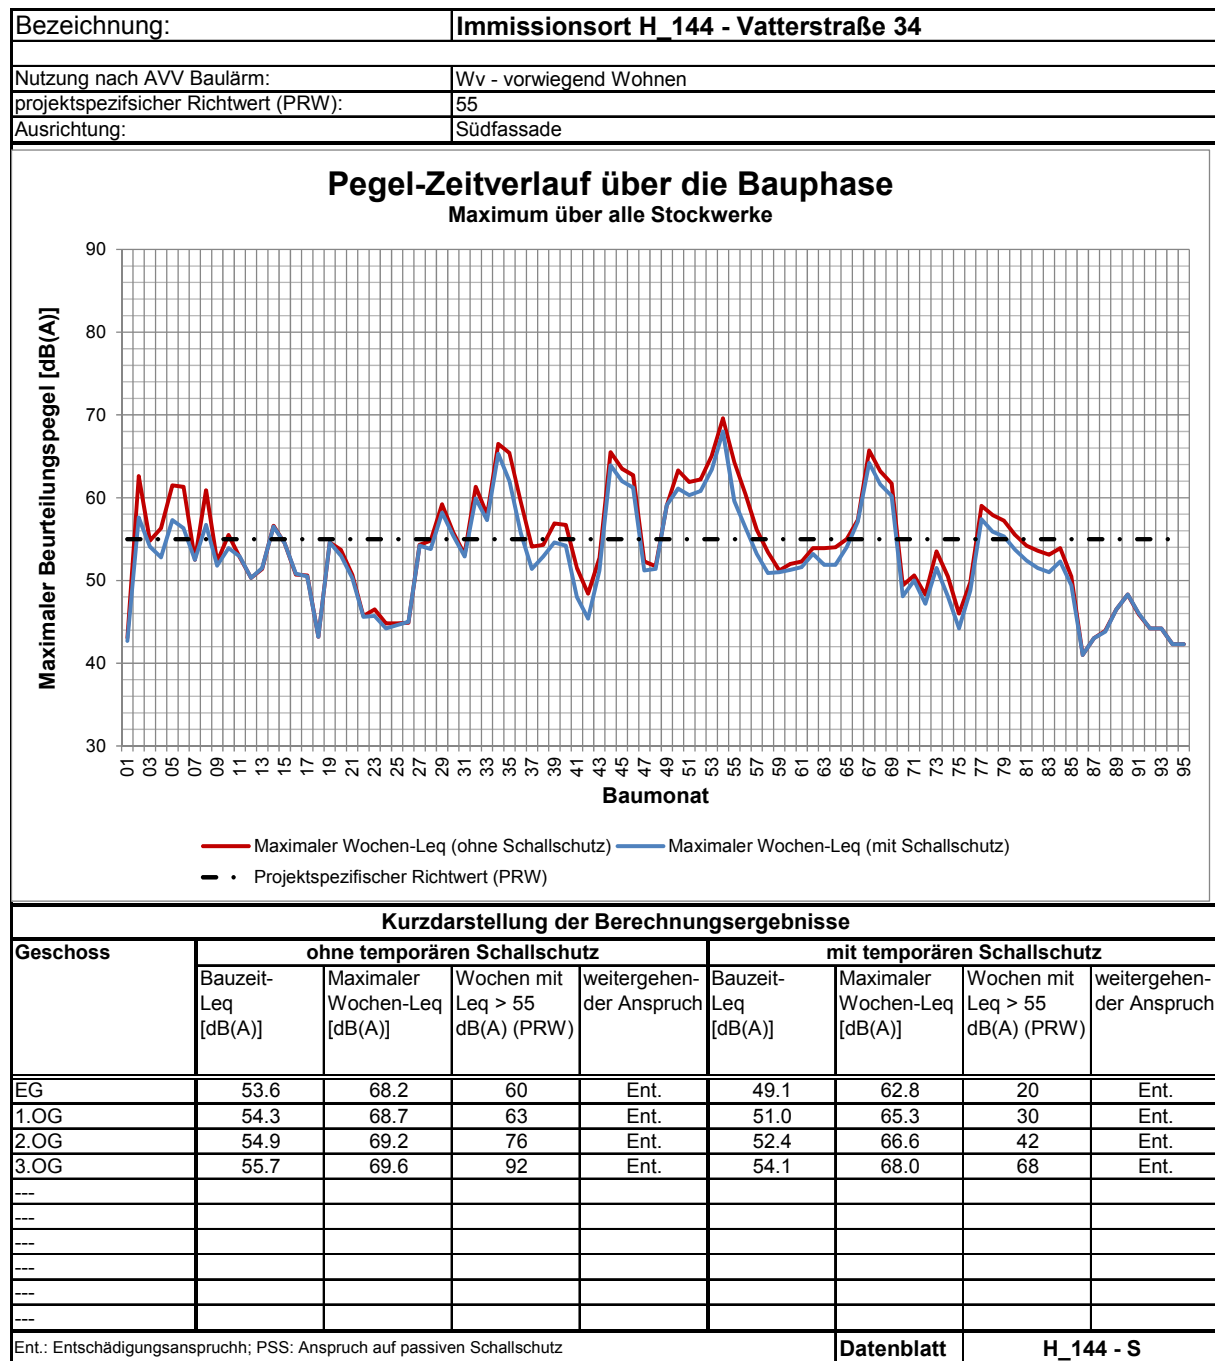 Bezeichnung: Immissionsort H_144 - Vatterstraße 34
Nutzung nach AVV Baulärm: Wv - vorwiegend Wohnen
projektspezifsicher Richtwert (PRW): 55
Ausrichtung: Südfassade
Pegel-Zeitverlauf über die Bauphase
Maximum über alle Stockwerke
Maximaler Beurteilungspegel [dB(A)]
90
80
70
60
50
40
30
01 03 05 07 09 11 13 15 17 19 21 23 25 27 29 31 33 35 37 39 41 43 45 47 49 51 53 55 57 59 61 63 65 67 69 71 73 75 77 79 81 83 85 87 89 91 93 95
Baumonat
Maximaler Wochen-Leq (ohne Schallschutz) Maximaler Wochen-Leq (mit Schallschutz)
Projektspezifischer Richtwert (PRW)
Kurzdarstellung der Berechnungsergebnisse
Geschoss ohne temporären Schallschutz mit temporären Schallschutz
Bauzeit- Maximaler Wochen mit weitergehen- Bauzeit- Maximaler Wochen mit weitergehen-
Leq Wochen-Leq Leq > 55 der Anspruch Leq Wochen-Leq Leq > 55 der Anspruch
[dB(A)] [dB(A)] dB(A) (PRW) [dB(A)] [dB(A)] dB(A) (PRW)
EG 53.6 68.2 60 Ent. 49.1 62.8 20 Ent.
1.OG 54.3 68.7 63 Ent. 51.0 65.3 30 Ent.
2.OG 54.9 69.2 76 Ent. 52.4 66.6 42 Ent.
3.OG 55.7 69.6 92 Ent. 54.1 68.0 68 Ent.
---
---
---
---
---
---
Ent.: Entschädigungsanspruchh; PSS: Anspruch auf passiven Schallschutz Datenblatt H_144 - S